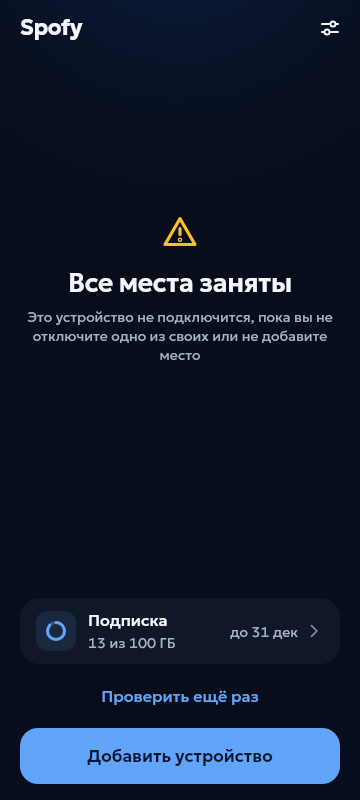 Spofy
Все места заняты
Это устройство не подключится, пока вы не
отключите одно из своих или не добавите
место
Подписка
13 из 100 ГБ
до 31 дек
Проверить ещё раз
Добавить устройство